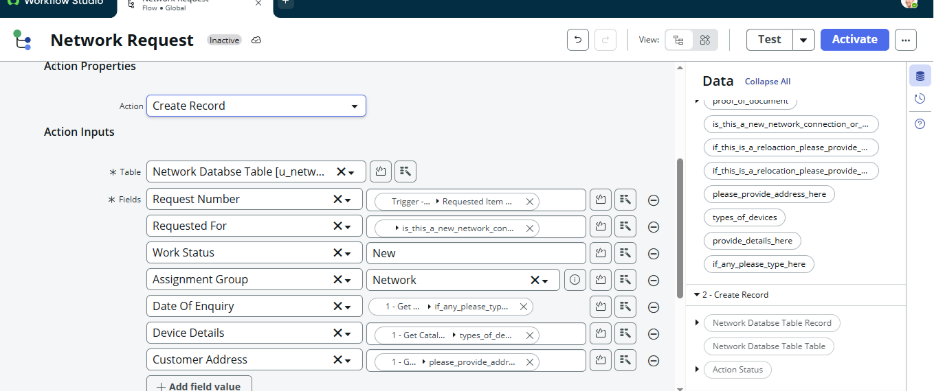 Workflow Studio
Network Request
Flow • Global
Network Request Inactive
View:
Test
Activate
Action Properties
Action Create Record
Action Inputs
* Table Network Databse Table [u_netw...
* Fields Request Number Trigger -... ▸ Requested Item ...
Requested For ▸ is_this_a_new_network_con...
Work Status New
Assignment Group Network
Date Of Enquiry 1 - Get ... ▸ if_any_please_typ...
Device Details 1 - Get Catal... ▸ types_of_de...
Customer Address 1 - G... ▸ please_provide_addr...
+ Add field value
Data Collapse All
proof_of_document
is_this_a_new_network_connection_or_...
if_this_is_a_reloaction_please_provide_...
if_this_is_a_relocation_please_provide_...
please_provide_address_here
types_of_devices
provide_details_here
if_any_please_type_here
2 - Create Record
Network Databse Table Record
Network Databse Table Table
Action Status